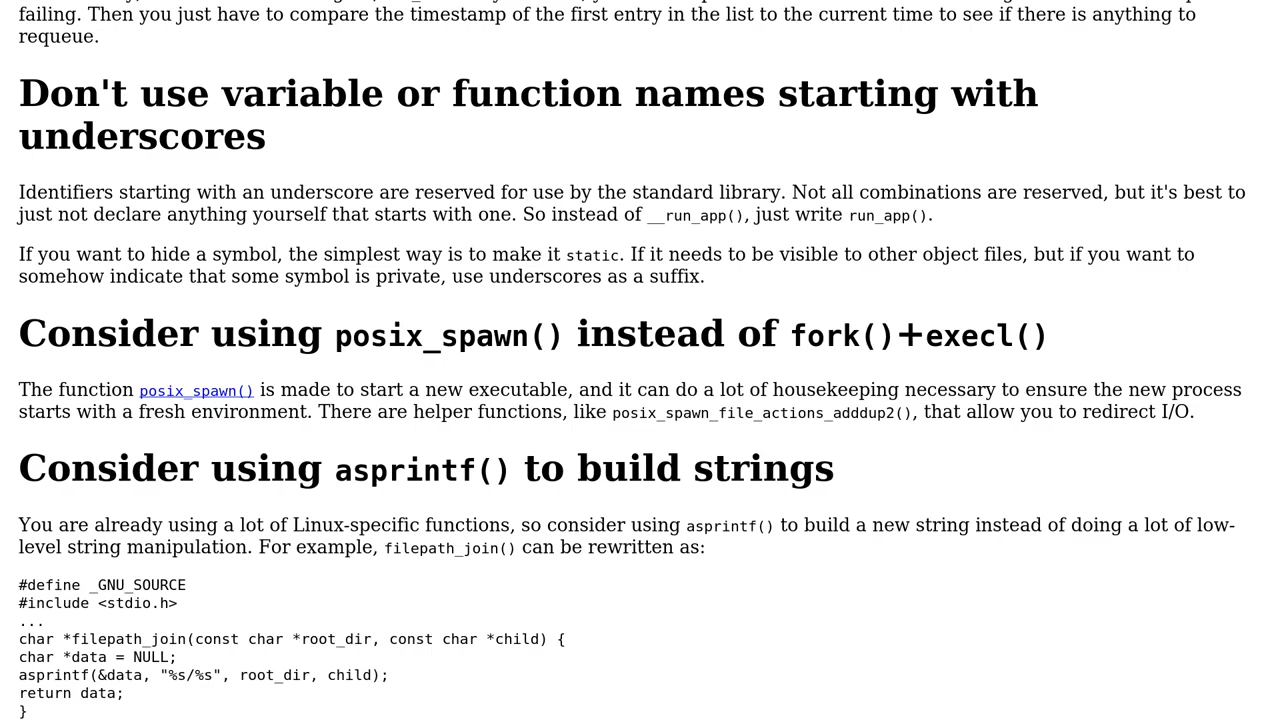 failing. Then you just have to compare the timestamp of the first entry in the list to the current time to see if there is anything to
requeue.
Don't use variable or function names starting with
underscores
Identifiers starting with an underscore are reserved for use by the standard library. Not all combinations are reserved, but it's best to
just not declare anything yourself that starts with one. So instead of __run_app(), just write run_app().
If you want to hide a symbol, the simplest way is to make it static. If it needs to be visible to other object files, but if you want to
somehow indicate that some symbol is private, use underscores as a suffix.
Consider using posix_spawn() instead of fork()+execl()
The function posix_spawn() is made to start a new executable, and it can do a lot of housekeeping necessary to ensure the new process
starts with a fresh environment. There are helper functions, like posix_spawn_file_actions_adddup2(), that allow you to redirect I/O.
Consider using asprintf() to build strings
You are already using a lot of Linux-specific functions, so consider using asprintf() to build a new string instead of doing a lot of low-
level string manipulation. For example, filepath_join() can be rewritten as:
#define _GNU_SOURCE
#include <stdio.h>
...
char *filepath_join(const char *root_dir, const char *child) {
char *data = NULL;
asprintf(&data, "%s/%s", root_dir, child);
return data;
}